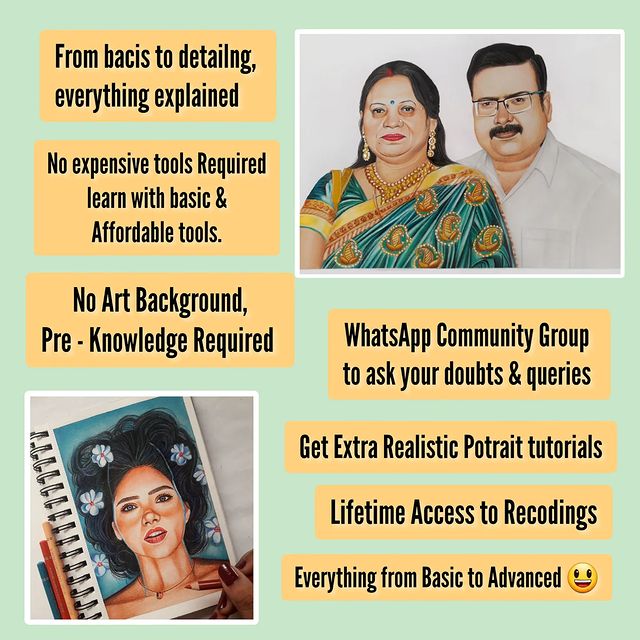 From bacis to detailng,
everything explained
No expensive tools Required
learn with basic &
Affordable tools.
No Art Background,
Pre - Knowledge Required
WhatsApp Community Group
to ask your doubts & queries
Get Extra Realistic Potrait tutorials
Lifetime Access to Recodings
Everything from Basic to Advanced 😃